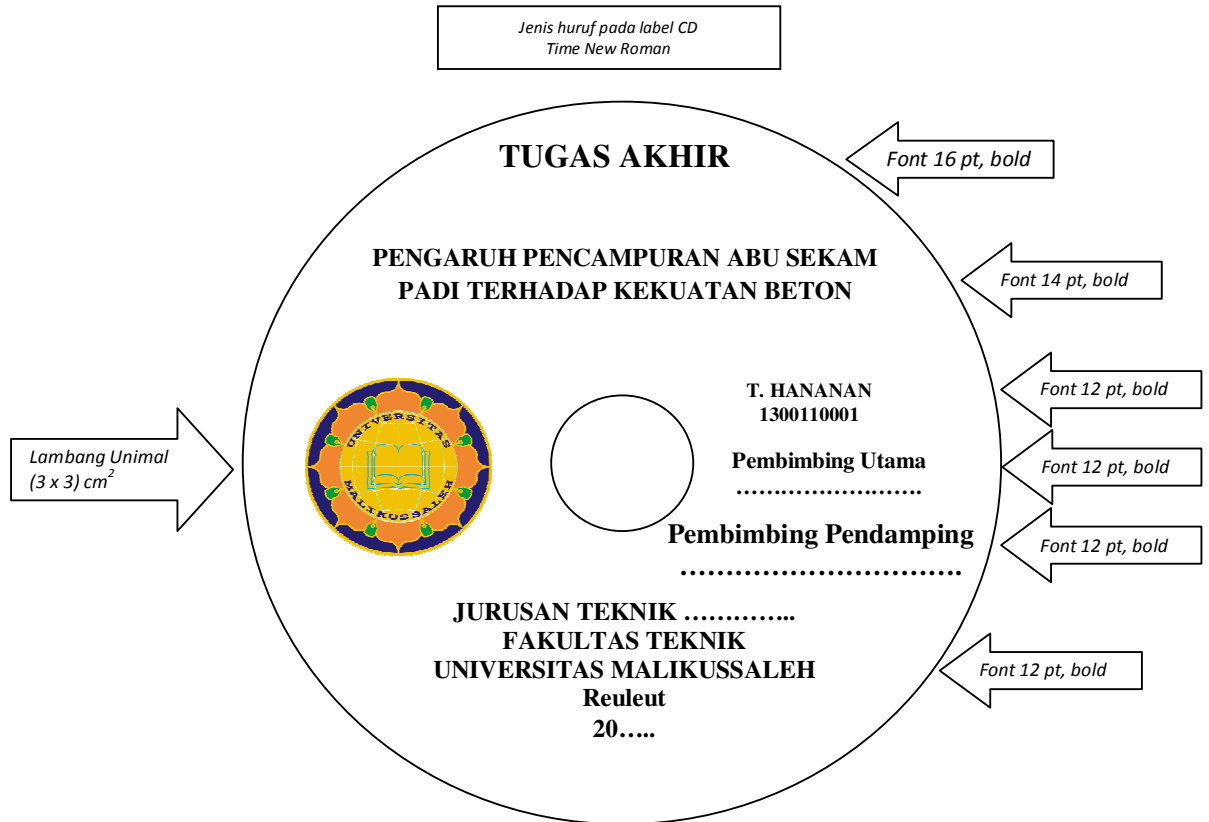 Jenis huruf pada label CD
Time New Roman
TUGAS AKHIR
Font 16 pt, bold
PENGARUH PENCAMPURAN ABU SEKAM
PADI TERHADAP KEKUATAN BETON
Font 14 pt, bold
Lambang Unimal
(3 x 3) cm²
UNIVERSITAS
MALIKUSSALEH
T. HANANAN
1300110001
Font 12 pt, bold
Pembimbing Utama
…………………….
Font 12 pt, bold
Pembimbing Pendamping
………………………….
Font 12 pt, bold
JURUSAN TEKNIK …………..
FAKULTAS TEKNIK
UNIVERSITAS MALIKUSSALEH
Reuleut
20…..
Font 12 pt, bold